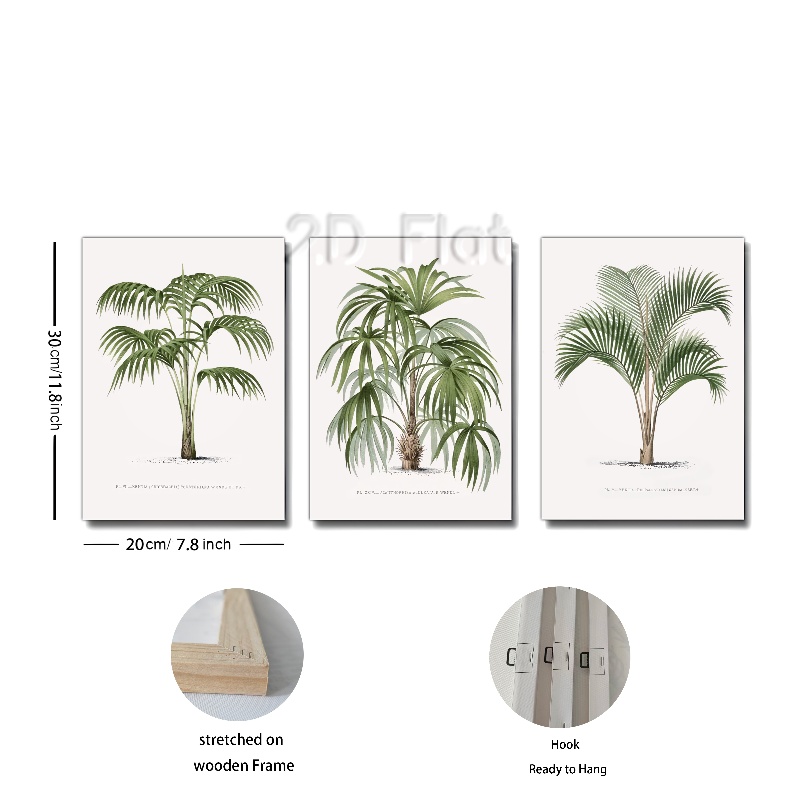 2D Flat
30cm/11.8inch
20cm/ 7.8 inch
stretched on
wooden Frame
Hook
Ready to Hang